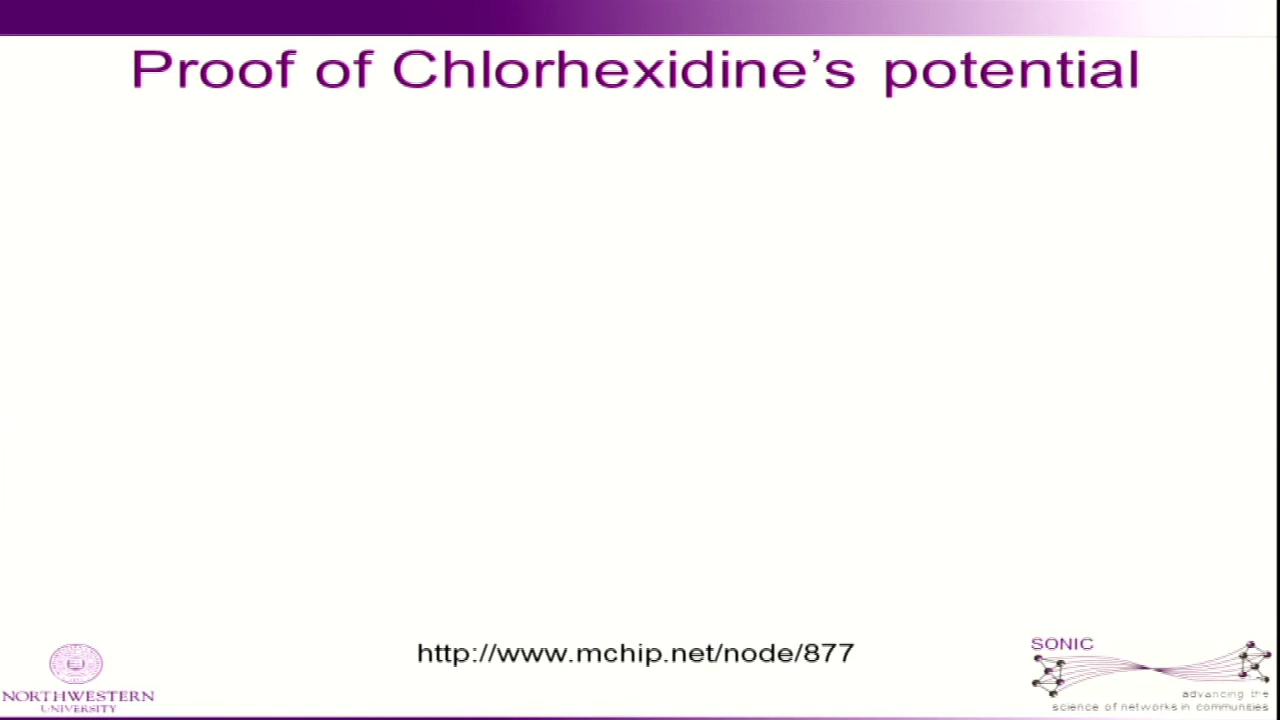 Proof of Chlorhexidine's potential
http://www.mchip.net/node/877
NORTHWESTERN
UNIVERSITY
SONIC
advancing the
science of networks in communities